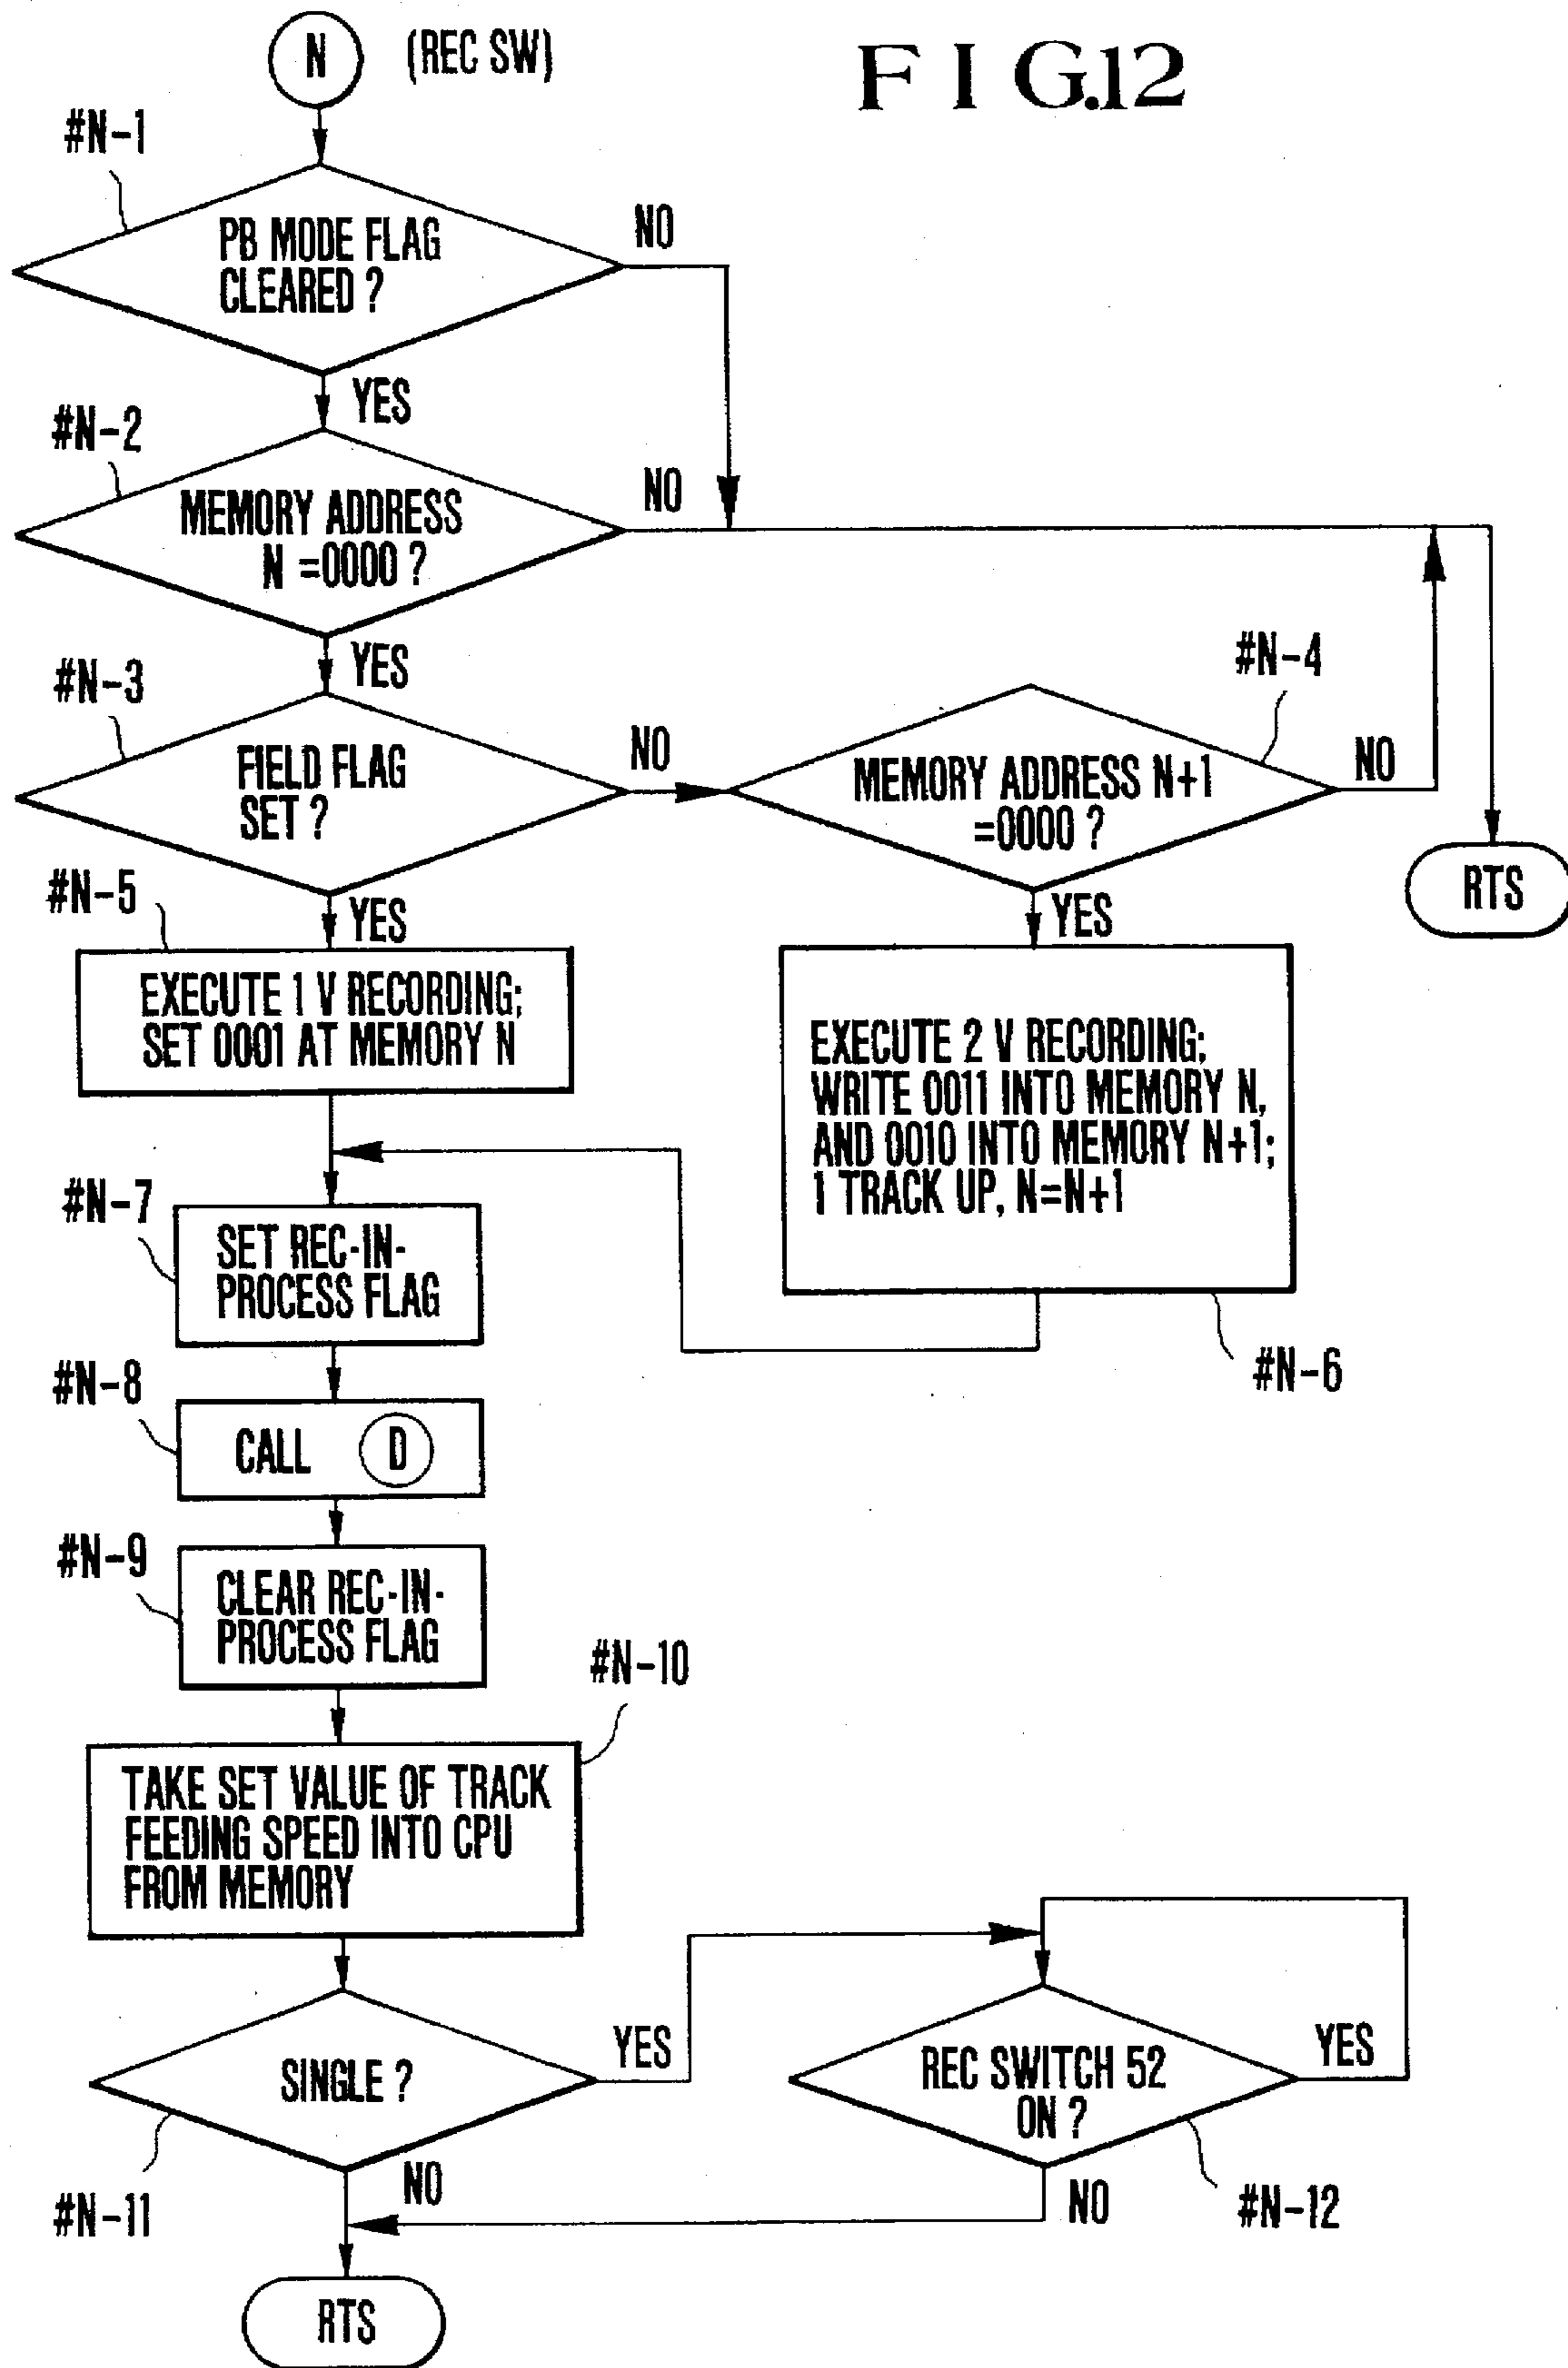 N (REC SW)
FIG.12
#N-1
PB MODE FLAG
CLEARED ?
NO
YES
#N-2
MEMORY ADDRESS
N =0000 ?
NO
YES
#N-3
FIELD FLAG
SET ?
NO
#N-4
MEMORY ADDRESS N+1
=0000 ?
NO
RTS
YES
YES
#N-5
EXECUTE 1 V RECORDING;
SET 0001 AT MEMORY N
EXECUTE 2 V RECORDING;
WRITE 0011 INTO MEMORY N,
AND 0010 INTO MEMORY N+1;
1 TRACK UP, N=N+1
#N-6
#N-7
SET REC-IN-
PROCESS FLAG
#N-8
CALL D
#N-9
CLEAR REC-IN-
PROCESS FLAG
#N-10
TAKE SET VALUE OF TRACK
FEEDING SPEED INTO CPU
FROM MEMORY
SINGLE ?
YES
#N-11
NO
REC SWITCH 52
ON ?
YES
NO
#N-12
RTS